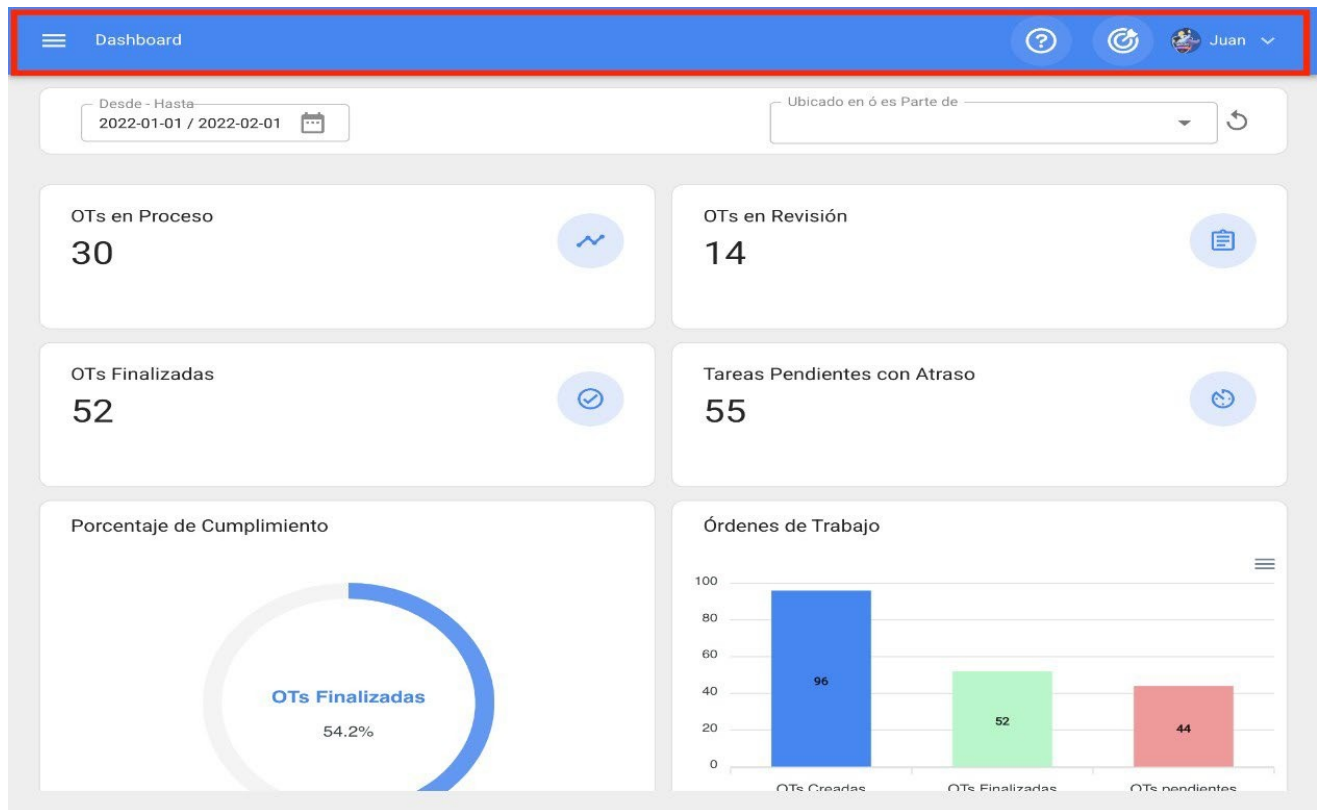 Dashboard
Juan
Desde - Hasta
2022-01-01 / 2022-02-01
Ubicado en ó es Parte de
OTs en Proceso
30
OTs en Revisión
14
OTs Finalizadas
52
Tareas Pendientes con Atraso
55
Porcentaje de Cumplimiento
OTs Finalizadas
54.2%
Órdenes de Trabajo
100
80
60
40
20
0
96
52
44
OTs Creadas
OTs Finalizadas
OTs pendientes